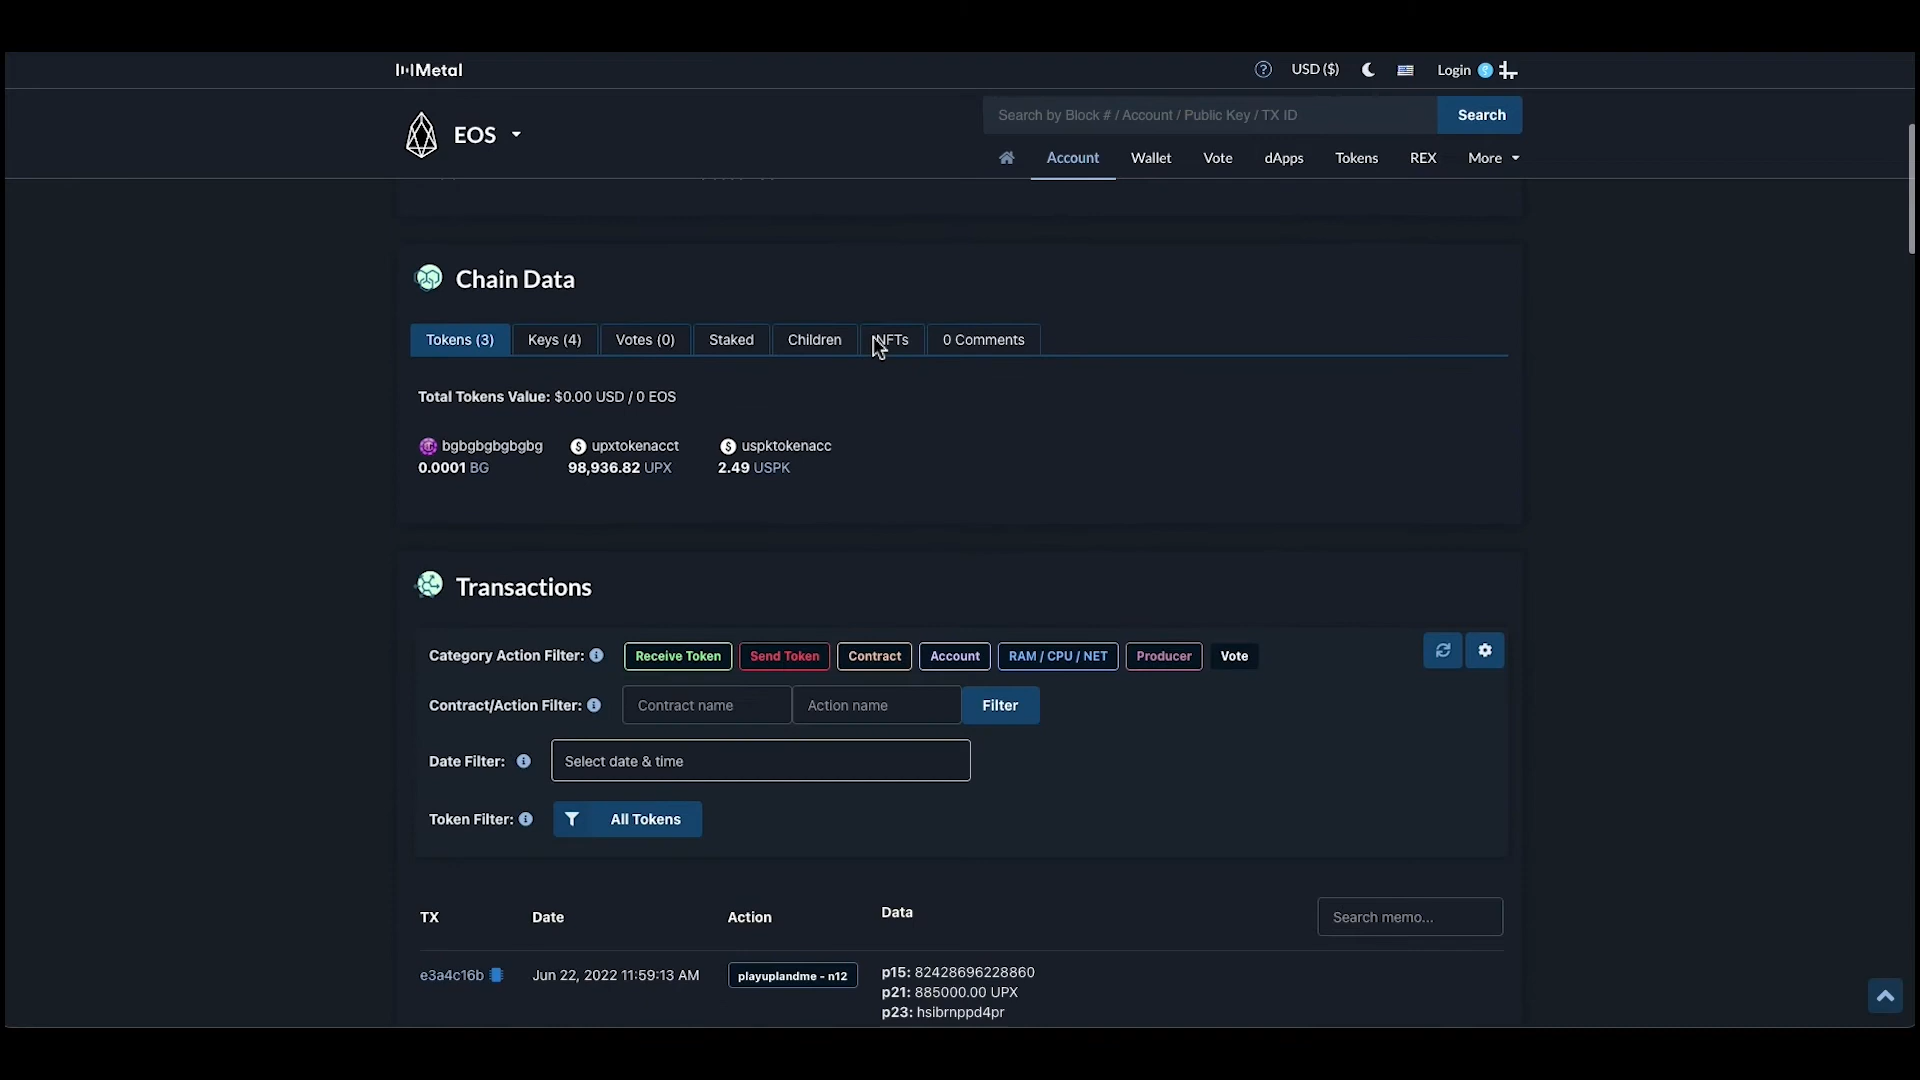 Metal
USD ($)
Login
EOS
Search by Block # / Account / Public Key / TX ID
Search
Account
Wallet
Vote
dApps
Tokens
REX
More
Chain Data
Tokens (3)
Keys (4)
Votes (0)
Staked
Children
NFTs
0 Comments
Total Tokens Value: $0.00 USD / 0 EOS
bgbgbgbgbgbg
upxtokenacct
uspktokenacc
0.0001 BG
98,936.82 UPX
2.49 USPK
Transactions
Category Action Filter:
Receive Token
Send Token
Contract
Account
RAM / CPU / NET
Producer
Vote
Contract/Action Filter:
Contract name
Action name
Filter
Date Filter:
Select date & time
Token Filter:
All Tokens
TX
Date
Action
Data
Search memo...
e3a4c16b
Jun 22, 2022 11:59:13 AM
playuplandme - n12
p15: 82428696228860
p21: 885000.00 UPX
p23: hsibrnppd4pr